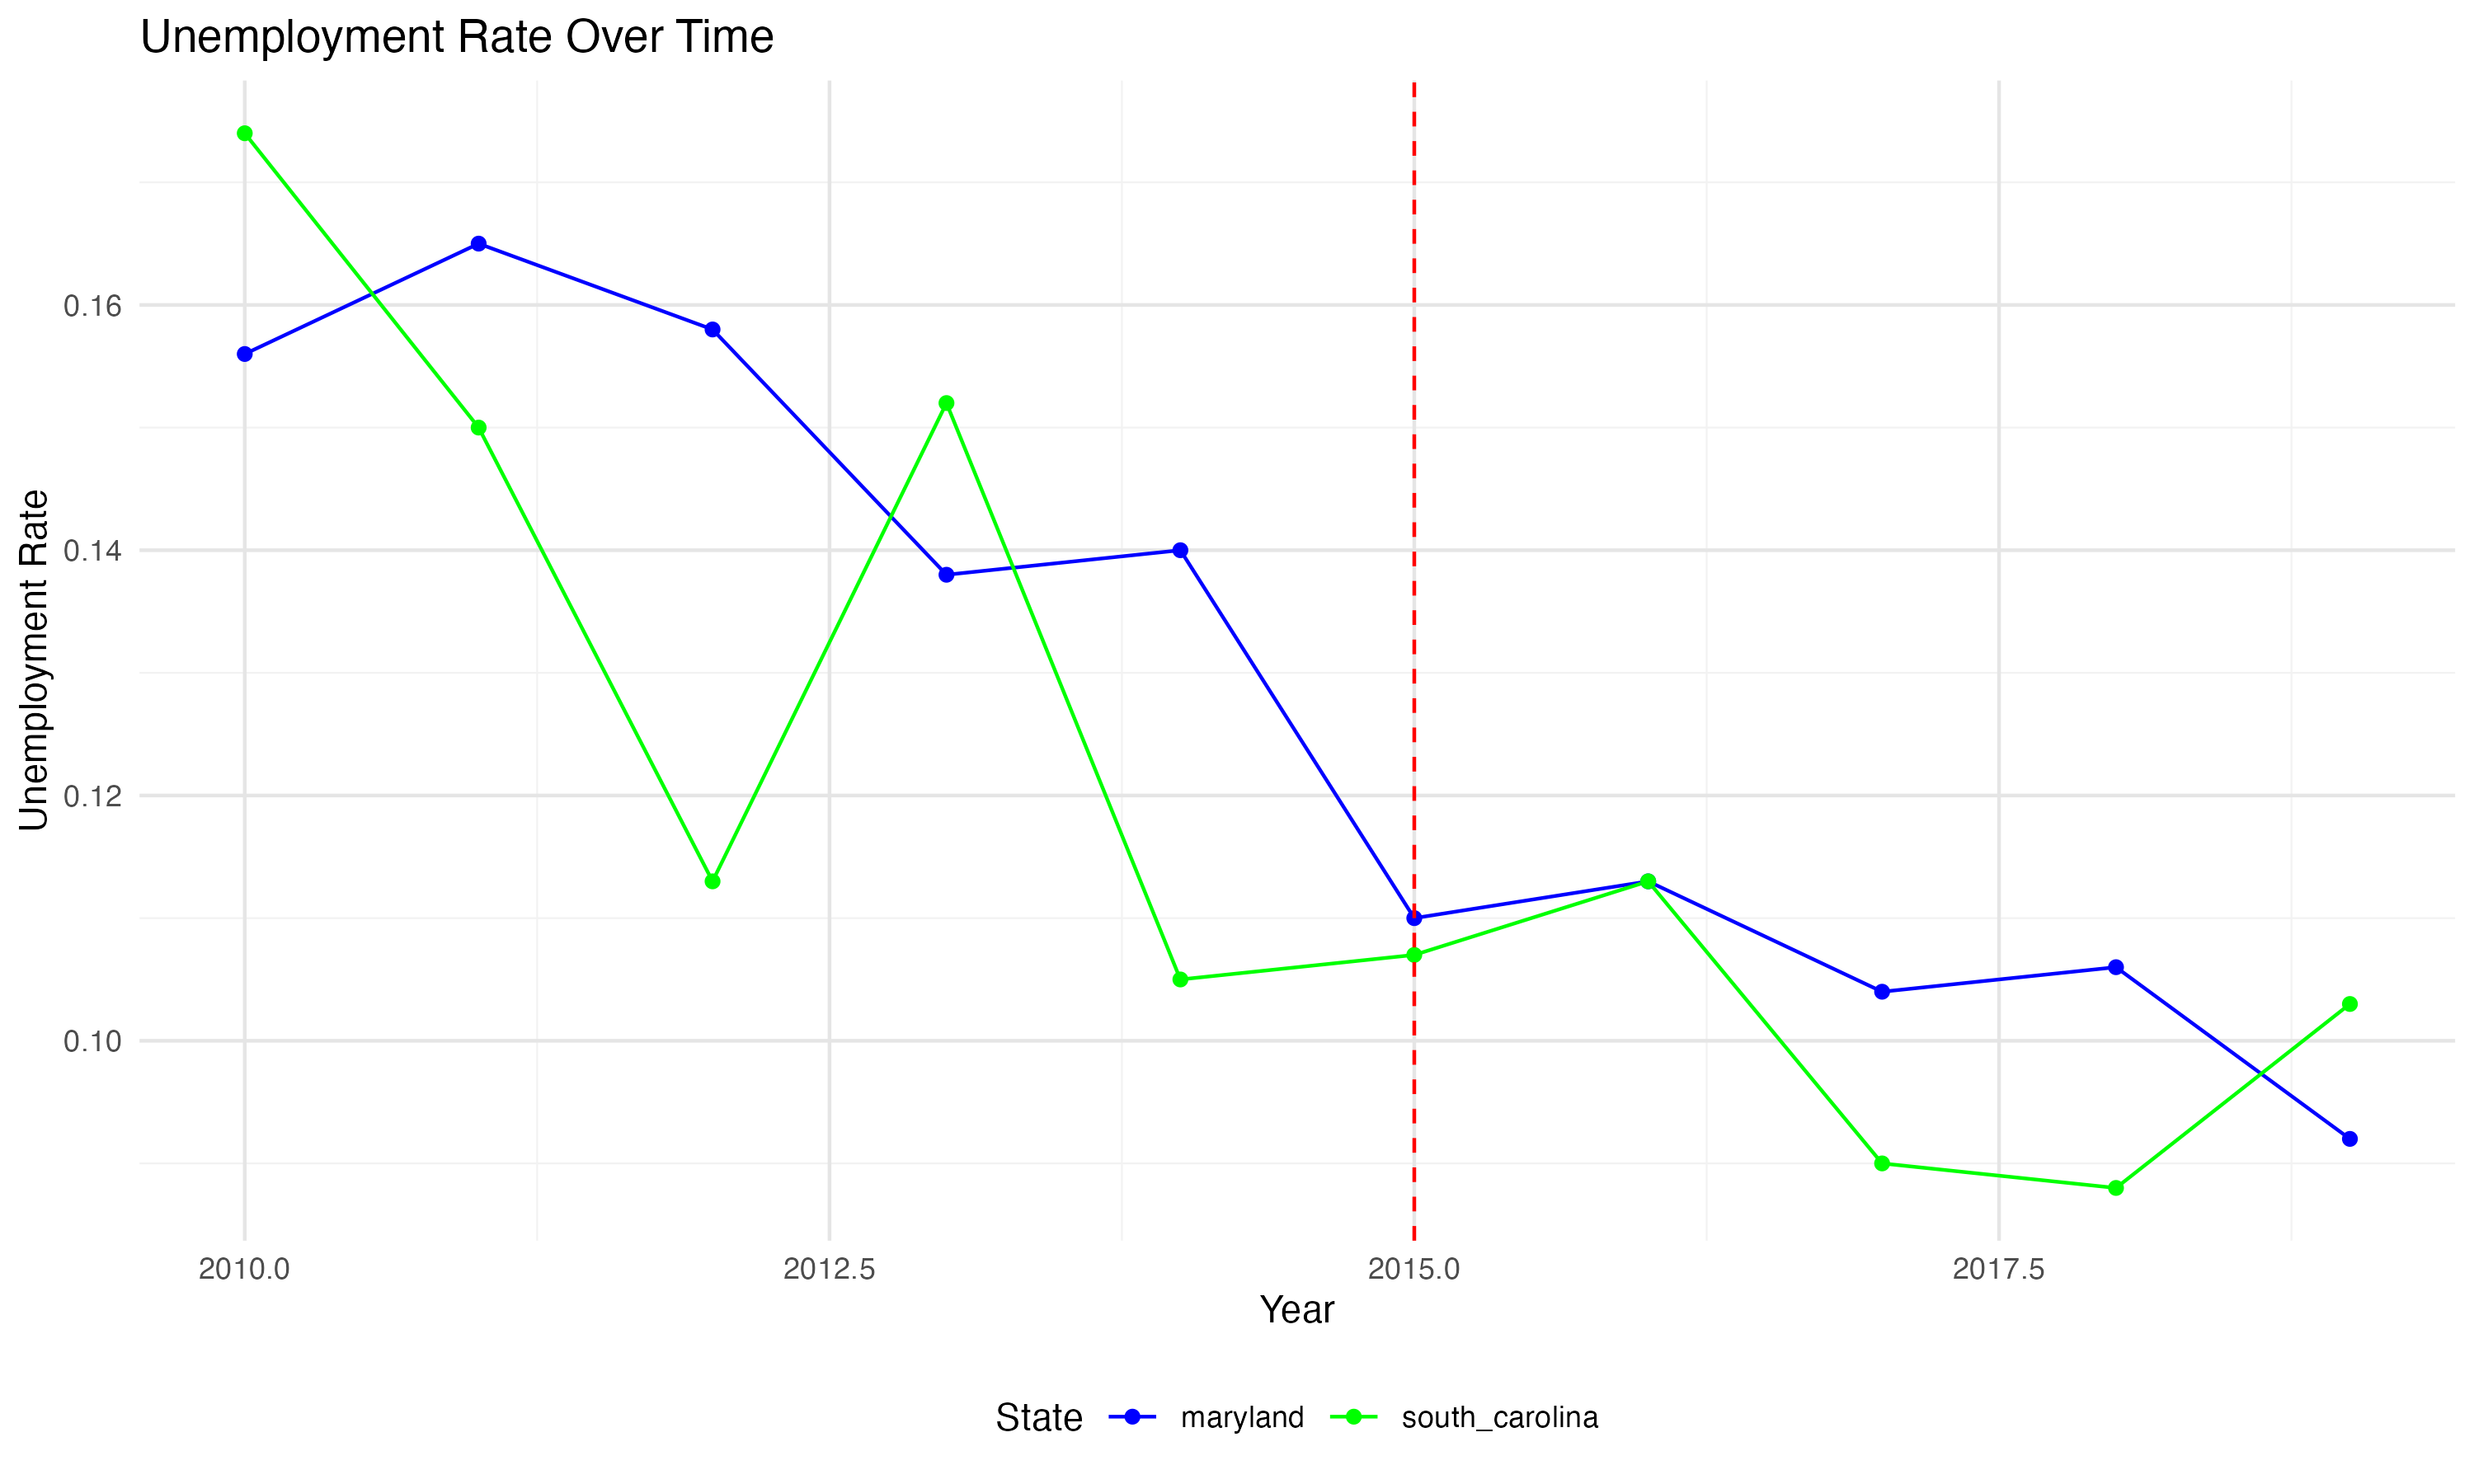 Unemployment Rate Over Time
Unemployment Rate
0.16
0.14
0.12
0.10
2010.0 2012.5 2015.0 2017.5
Year
State maryland south_carolina